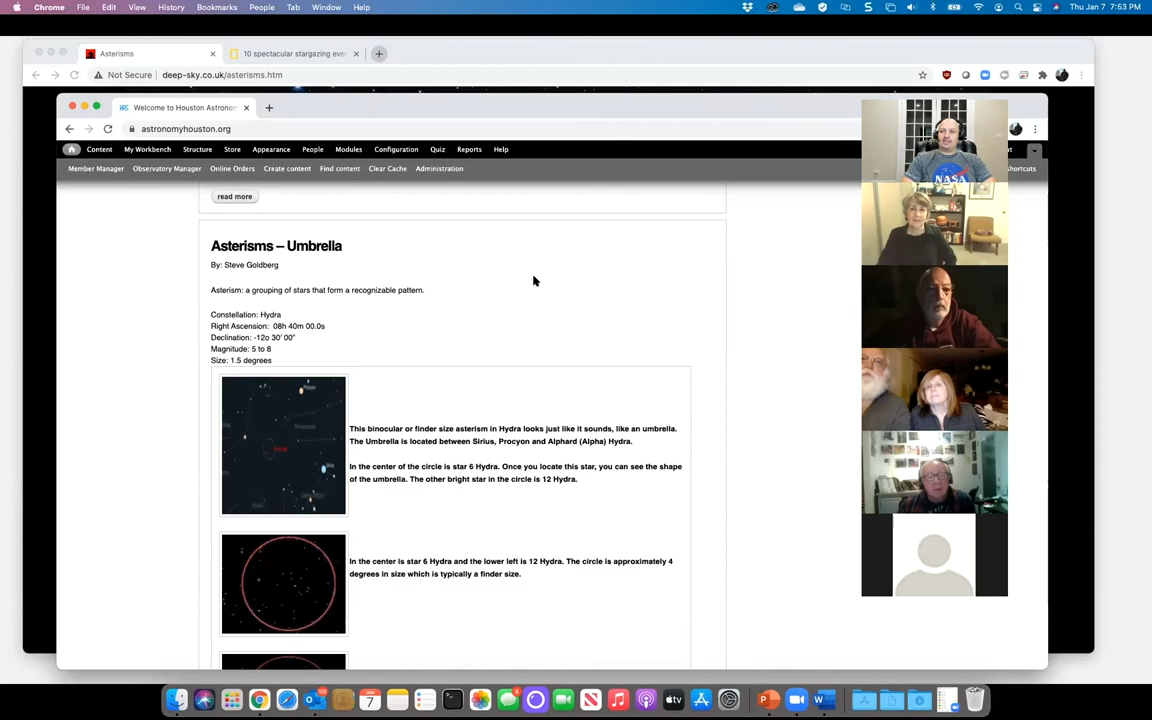 Chrome File Edit View History Bookmarks People Tab Window Help Thu Jan 7 7:53 PM
Asterisms
10 spectacular stargazing eve
Not Secure deep-sky.co.uk/asterisms.htm
Welcome to Houston Astronom
astronomyhouston.org
Content My Workbench Structure Store Appearance People Modules Configuration Quiz Reports Help
Member Manager Observatory Manager Online Orders Create content Find content Clear Cache Administration
read more
Asterisms – Umbrella
By: Steve Goldberg
Asterism: a grouping of stars that form a recognizable pattern.
Constellation: Hydra
Right Ascension: 08h 40m 00.0s
Declination: -12o 30' 00"
Magnitude: 5 to 8
Size: 1.5 degrees
This binocular or finder size asterism in Hydra looks just like it sounds, like an umbrella.
The Umbrella is located between Sirius, Procyon and Alphard (Alpha) Hydra.
In the center of the circle is star 6 Hydra. Once you locate this star, you can see the shape
of the umbrella. The other bright star in the circle is 12 Hydra.
In the center is star 6 Hydra and the lower left is 12 Hydra. The circle is approximately 4
degrees in size which is typically a finder size.
NASA